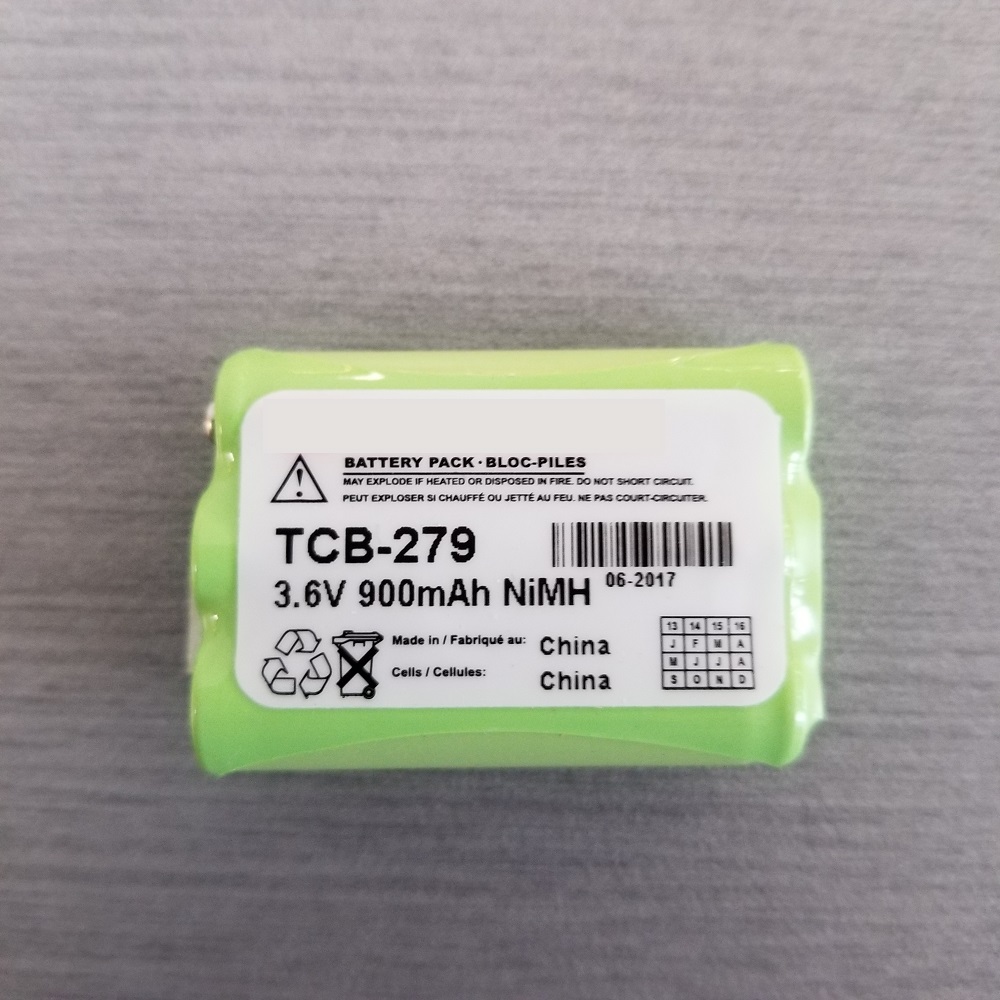 BATTERY PACK · BLOC-PILES
MAY EXPLODE IF HEATED OR DISPOSED IN FIRE. DO NOT SHORT CIRCUIT.
PEUT EXPLOSER SI CHAUFFÉ OU JETTÉ AU FEU. NE PAS COURT-CIRCUITER.
TCB-279
3.6V 900mAh NiMH
06-2017
Made in / Fabriqué au: China
Cells / Cellules: China
13 14 15 16
J F M A
M J J A
S O N D